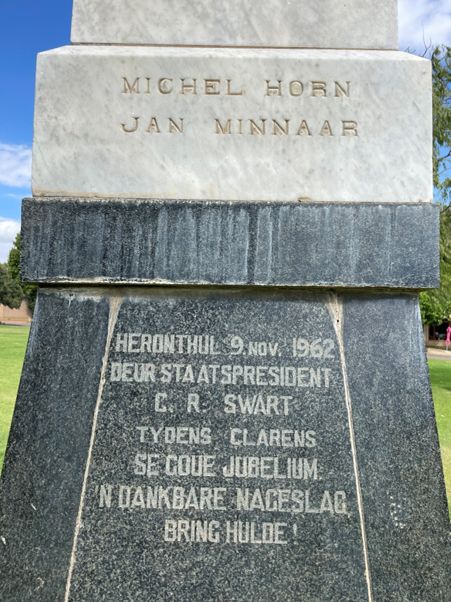 MICHEL HORN
JAN MINNAAR
HERONTHUL 9.NOV. 1962
DEUR STAATSPRESIDENT
C. R. SWART
TYDENS CLARENS
SE GOUE JUBELIUM.
'N DANKBARE NAGESLAG
BRING HULDE!